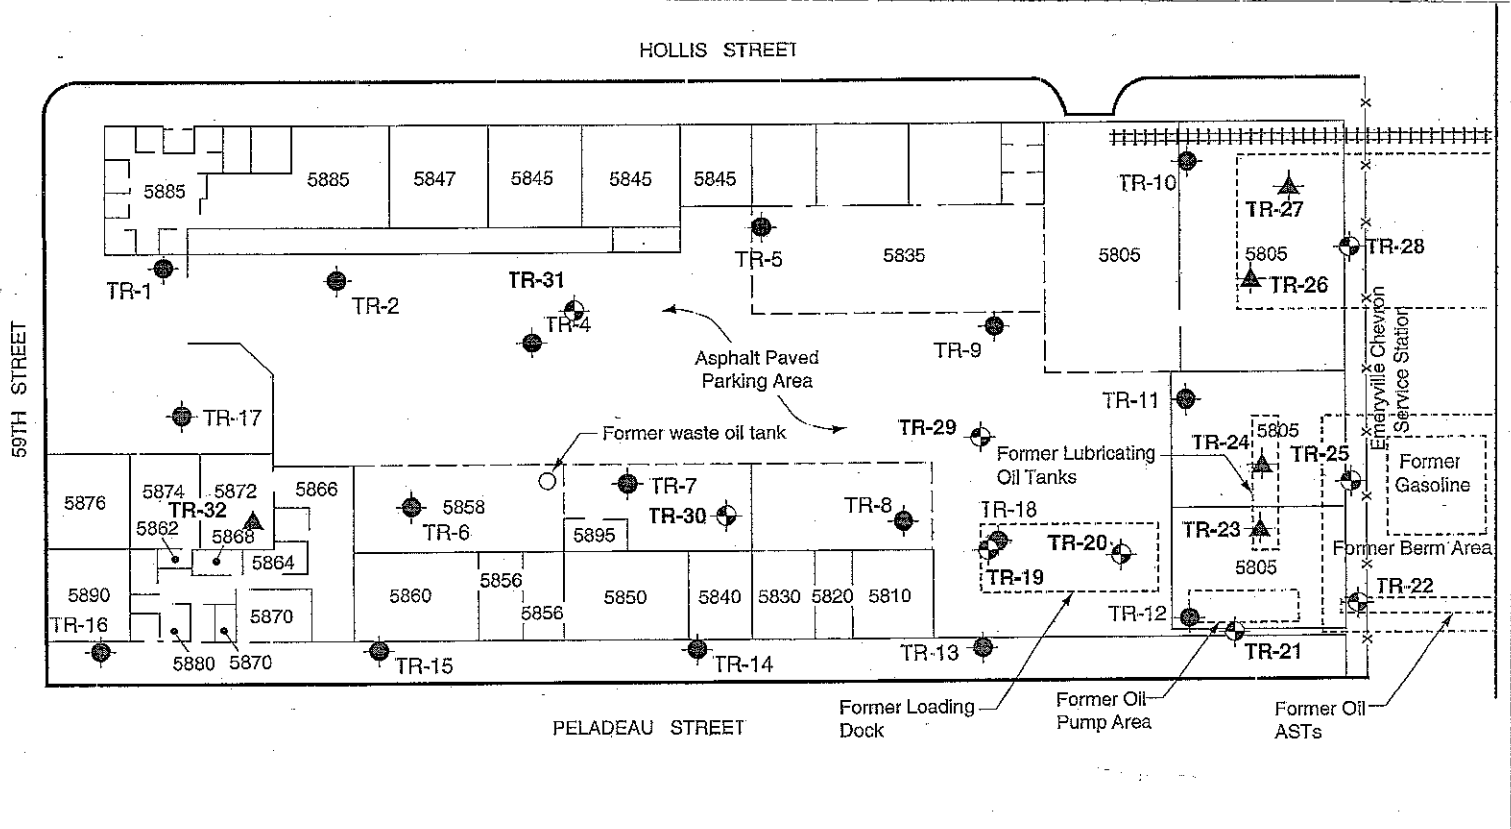 HOLLIS STREET
5885
5885
5847
5845
5845
5845
TR-10
TR-27
TR-28
TR-5
5835
5805
5805
TR-26
TR-1
TR-2
TR-31
TR-4
TR-9
Asphalt Paved
Parking Area
59TH STREET
Emeryville Chevron
Service Station
TR-17
TR-11
TR-29
Former waste oil tank
Former Lubricating
Oil Tanks
TR-24
5805
TR-25
Former
Gasoline
5876
5874
5872
5866
TR-32
5862
5868
5864
TR-6
5858
TR-7
TR-30
5895
TR-8
TR-18
TR-20
TR-19
TR-23
5805
Former Berm Area
TR-22
5890
5870
5860
5856
5856
5850
5840
5830
5820
5810
TR-12
TR-16
5880
5870
TR-15
TR-14
TR-13
TR-21
Former Loading
Dock
Former Oil
Pump Area
Former Oil
ASTs
PELADEAU STREET